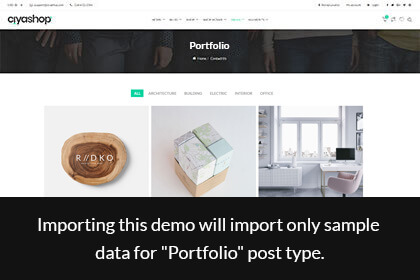 ciyashop
Portfolio
Home / Contact Us
ALL ARCHITECTURE BUILDING ELECTRIC INTERIOR OFFICE
R//DKO
Importing this demo will import only sample
data for "Portfolio" post type.